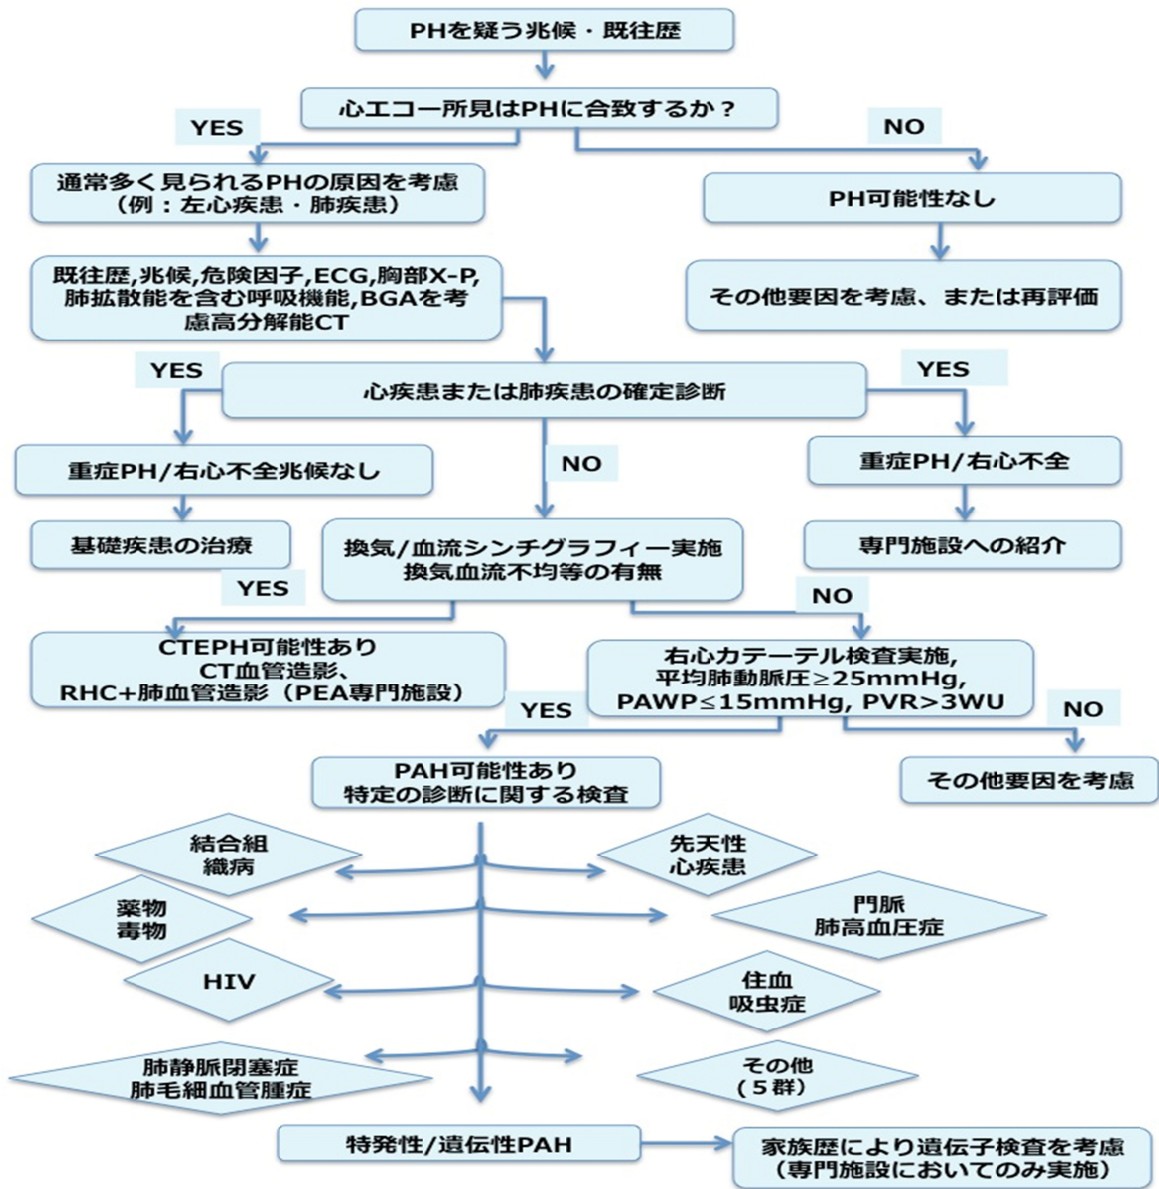 PHを疑う兆候・既往歴
心エコー所見はPHに合致するか？
YES
NO
通常多く見られるPHの原因を考慮
（例：左心疾患・肺疾患）
PH可能性なし
既往歴,兆候,危険因子,ECG,胸部X-P,
肺拡散能を含む呼吸機能,BGAを考
慮高分解能CT
その他要因を考慮、または再評価
YES
心疾患または肺疾患の確定診断
YES
重症PH/右心不全兆候なし
NO
重症PH/右心不全
基礎疾患の治療
換気/血流シンチグラフィー実施
換気血流不均等の有無
専門施設への紹介
YES
NO
CTEPH可能性あり
CT血管造影、
RHC+肺血管造影（PEA専門施設）
右心カテーテル検査実施,
平均肺動脈圧≥25mmHg,
PAWP≤15mmHg, PVR>3WU
YES
NO
PAH可能性あり
特定の診断に関する検査
その他要因を考慮
結合組
織病
先天性
心疾患
薬物
毒物
門脈
肺高血圧症
HIV
住血
吸虫症
肺静脈閉塞症
肺毛細血管腫症
その他
(５群）
特発性/遺伝性PAH
家族歴により遺伝子検査を考慮
（専門施設においてのみ実施）